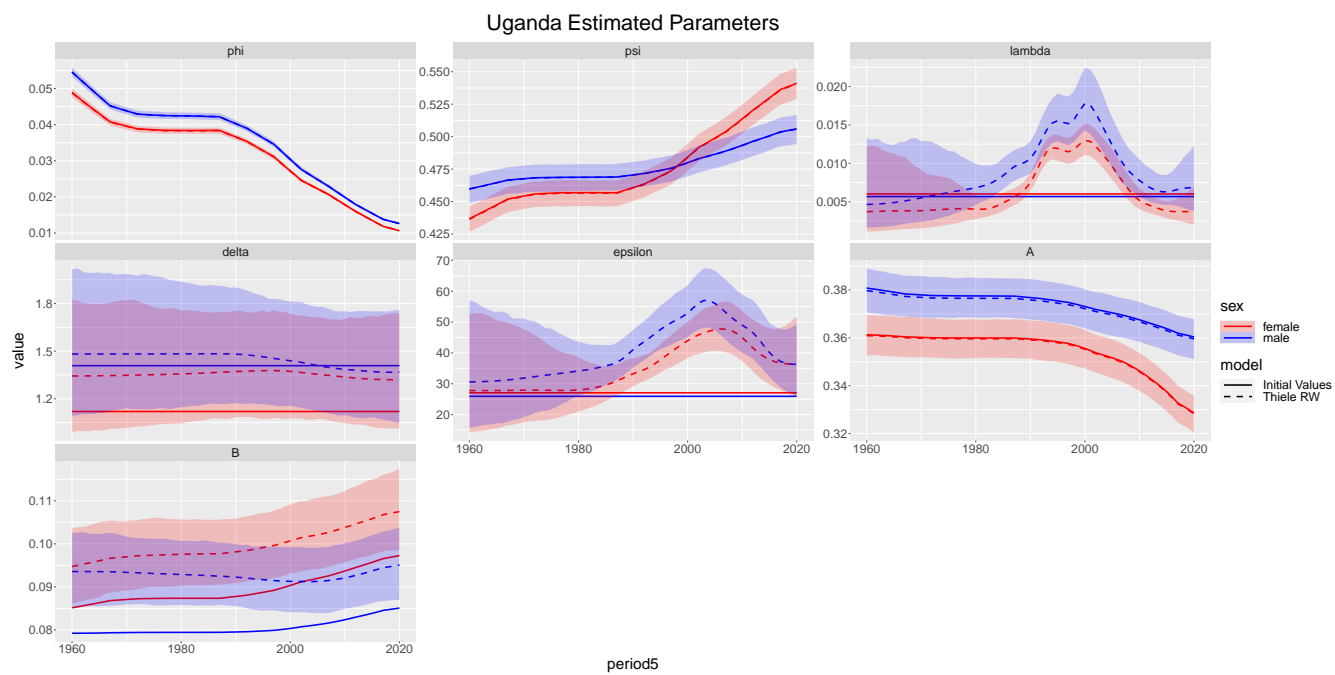 Uganda Estimated Parameters
phi
psi
lambda
0.05
0.04
0.03
0.02
0.01
0.550
0.525
0.500
0.475
0.450
0.425
0.020
0.015
0.010
0.005
delta
epsilon
A
1.8
1.5
1.2
70
60
50
40
30
20
0.38
0.36
0.34
0.32
1960
1980
2000
2020
1960
1980
2000
2020
B
0.11
0.10
0.09
0.08
1960
1980
2000
2020
value
period5
sex
female
male
model
Initial Values
Thiele RW